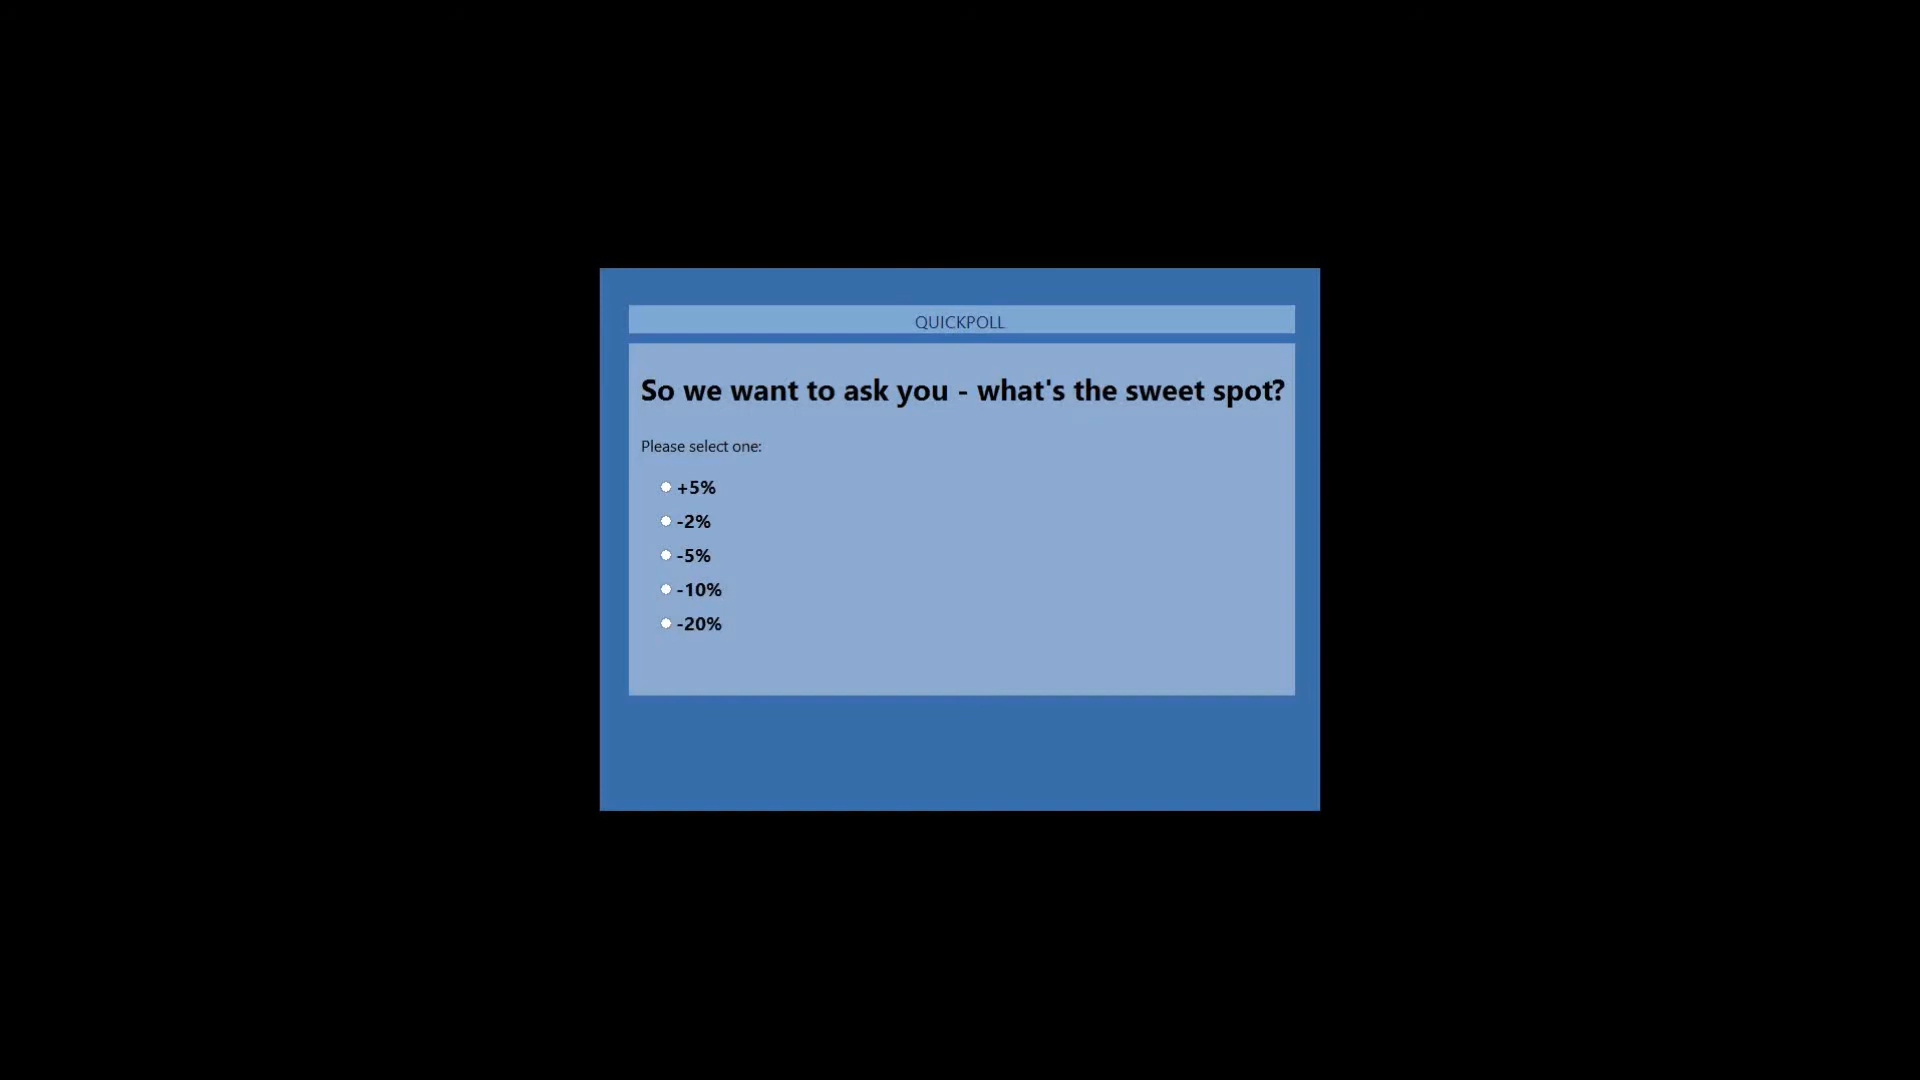 QUICKPOLL
So we want to ask you - what's the sweet spot?
Please select one:
+5%
-2%
-5%
-10%
-20%